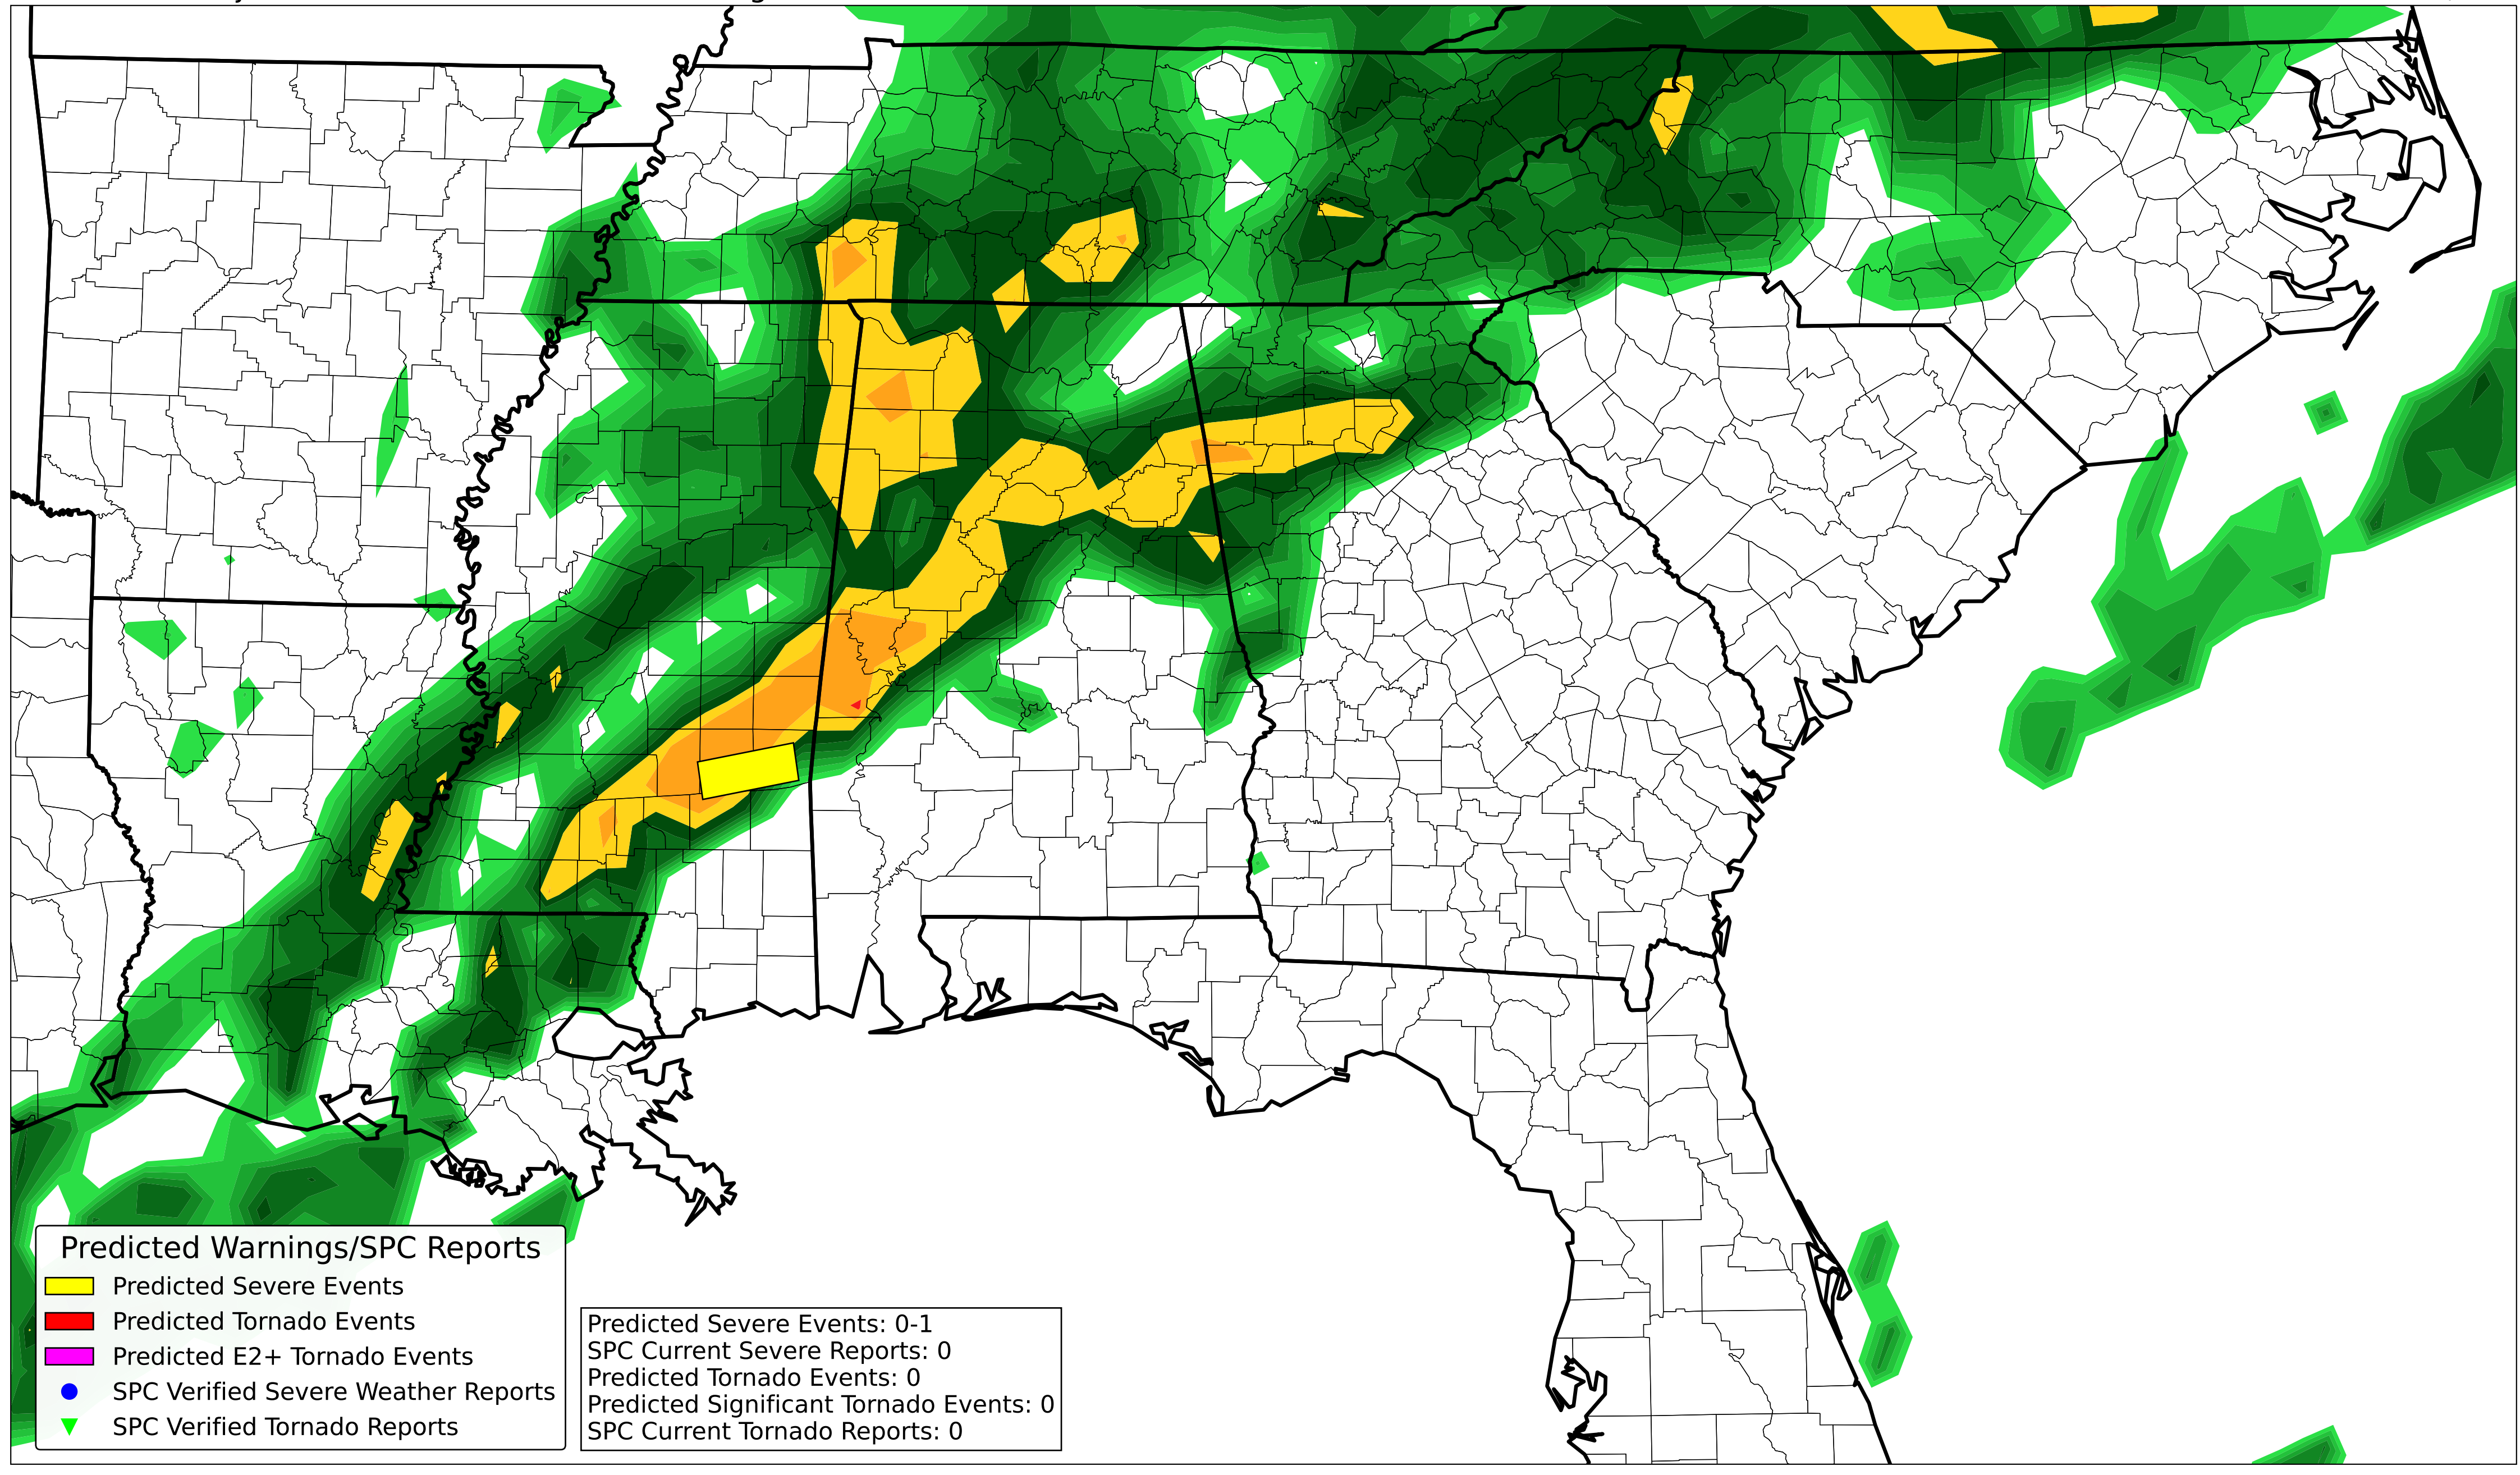 Predicted Warnings/SPC Reports
Predicted Severe Events
Predicted Tornado Events
Predicted E2+ Tornado Events
SPC Verified Severe Weather Reports
SPC Verified Tornado Reports
Predicted Severe Events: 0-1
SPC Current Severe Reports: 0
Predicted Tornado Events: 0
Predicted Significant Tornado Events: 0
SPC Current Tornado Reports: 0